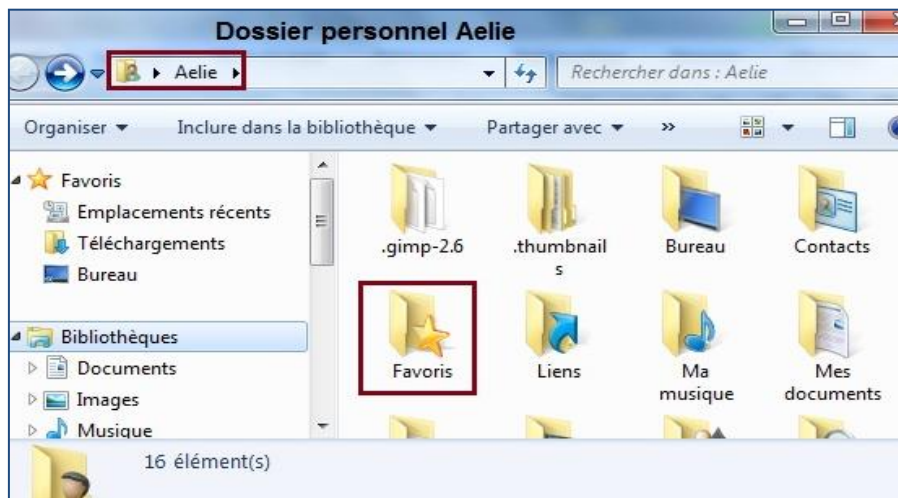 Dossier personnel Aelie
Aelie
Rechercher dans : Aelie
Organiser Inclure dans la bibliothèque Partager avec »
Favoris
Emplacements récents
Téléchargements
Bureau
Bibliothèques
Documents
Images
Musique
.gimp-2.6
.thumbnail
s
Bureau
Contacts
Favoris
Liens
Ma
musique
Mes
documents
16 élément(s)